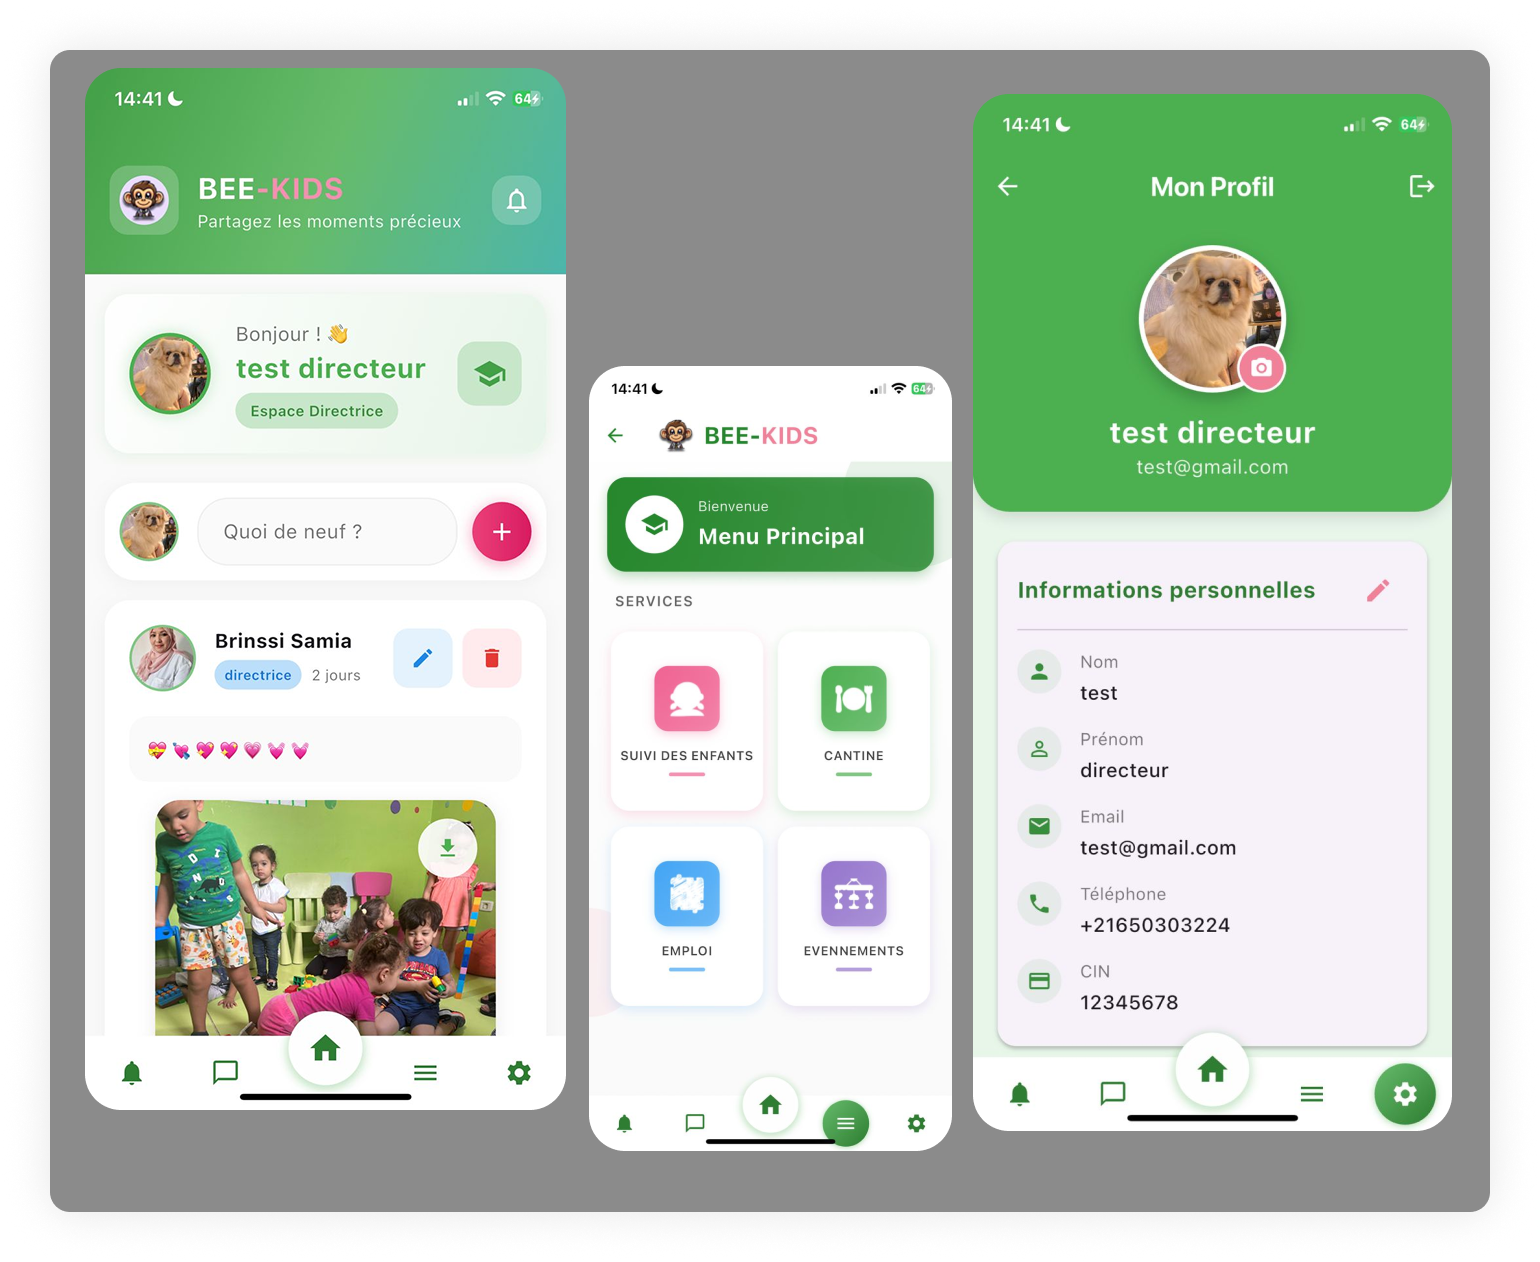 14:41
64
BEE-KIDS
Partagez les moments précieux
Bonjour ! 👋
test directeur
Espace Directrice
Quoi de neuf ?
Brinssi Samia
directrice 2 jours
14:41
64
BEE-KIDS
Bienvenue
Menu Principal
SERVICES
SUIVI DES ENFANTS
CANTINE
EMPLOI
EVENNEMENTS
14:41
64
Mon Profil
test directeur
test@gmail.com
Informations personnelles
Nom
test
Prénom
directeur
Email
test@gmail.com
Téléphone
+21650303224
CIN
12345678